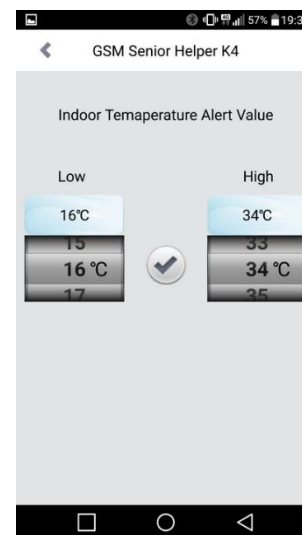 57% 19:3
GSM Senior Helper K4
Indoor Temaperature Alert Value
Low High
16℃ 34℃
15 33
16 ℃ 34 ℃
17 35